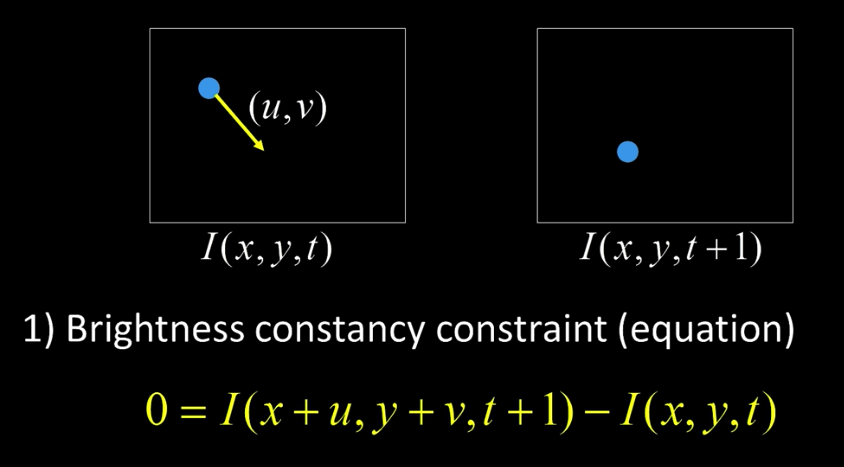 (u,v)
I(x,y,t)
I(x,y,t+1)
1) Brightness constancy constraint (equation)
0 = I(x+u, y+v, t+1) – I(x,y,t)